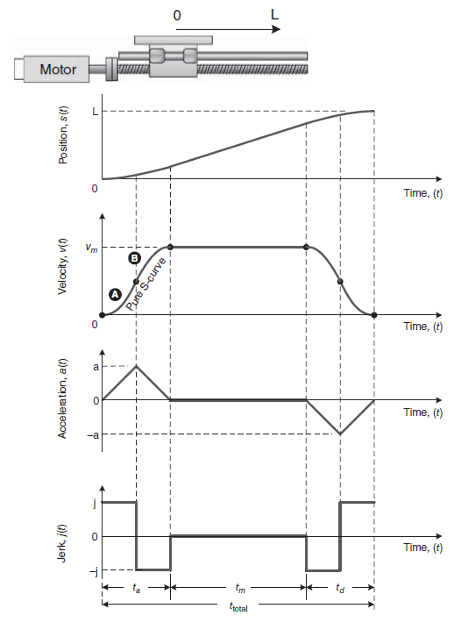 0 L
Motor
L
Position, s(t)
0
Time, (t)
Velocity, v(t)
vm
B
A
Pure S-curve
0
Time, (t)
Acceleration, a(t)
a
0
Time, (t)
–a
Jerk, j(t)
j
0
Time, (t)
–j
ta tm td
ttotal